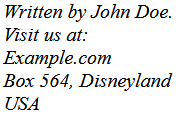 Written by John Doe.
Visit us at:
Example.com
Box 564, Disneyland
USA